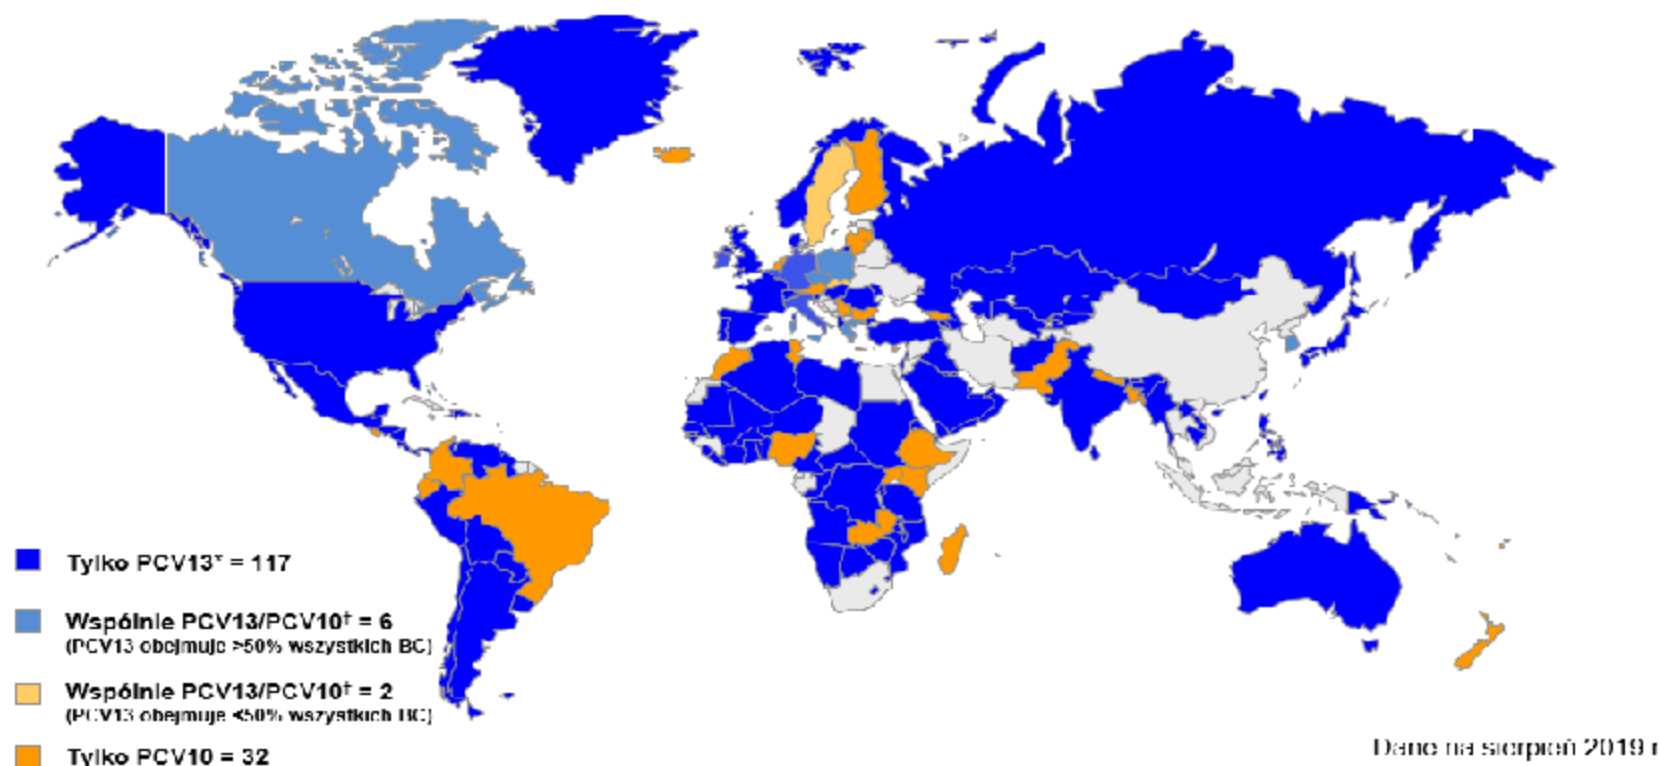 Tylko PCV13* = 117
Wspólnie PCV13/PCV10† = 6
(PCV13 obejmuje >50% wszystkich BC)
Wspólnie PCV13/PCV10† = 2
(PCV13 obejmuje <50% wszystkich BC)
Tylko PCV10 = 32
Dane na sierpień 2019 r